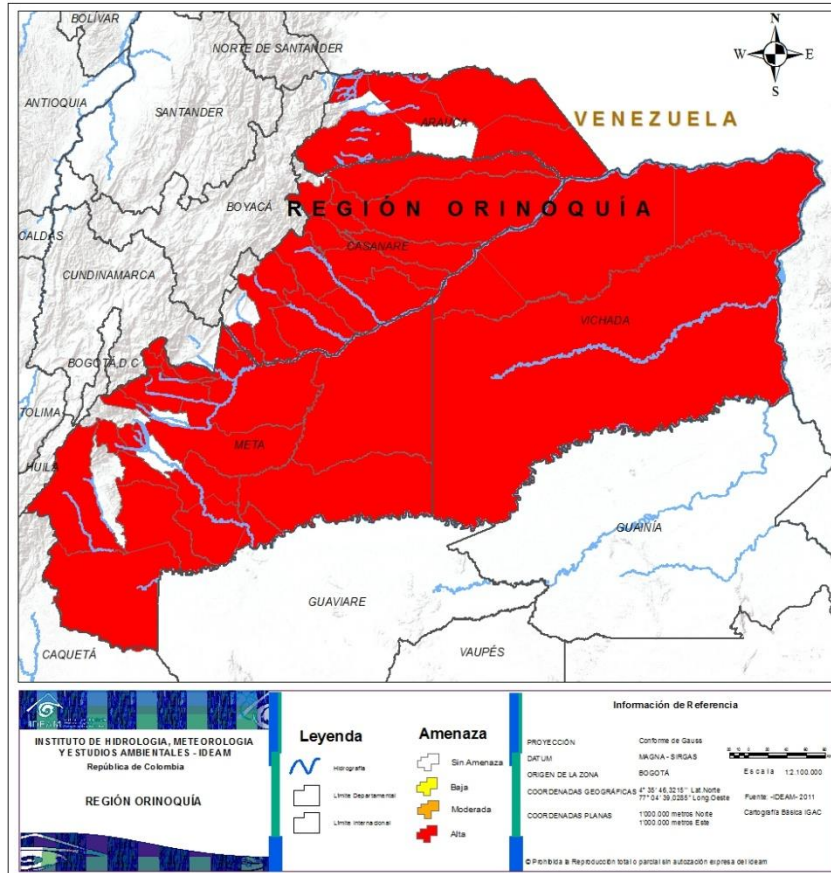 BOLÍVAR
N
NORTE DE SANTANDER
W
E
S
ANTIOQUIA
SANTANDER
ARAUCA
VENEZUELA
BOYACÁ
REGIÓN ORINOQUÍA
CALDAS
CASANARE
CUNDINAMARCA
VICHADA
BOGOTÁ, D.C
TOLIMA
META
HUILA
GUAINÍA
GUAVIARE
CAQUETÁ
VAUPÉS
IDEAM
INSTITUTO DE HIDROLOGIA, METEOROLOGIA
Y ESTUDIOS AMBIENTALES - IDEAM
República de Colombia
REGIÓN ORINOQUÍA
Leyenda
Hidrografía
Límite Departamental
Límite Internacional
Amenaza
Sin Amenaza
Baja
Moderada
Alta
Información de Referencia
PROYECCIÓN Conforme de Gauss
DATUM MAGNA - SIRGAS
ORIGEN DE LA ZONA BOGOTÁ
Escala 1:2.100.000
COORDENADAS GEOGRÁFICAS 4° 35' 46,3215'' Lat.Norte
77° 04' 39,0285'' Long.Oeste
Fuente: -IDEAM- 2011
COORDENADAS PLANAS 1'000.000 metros Norte
1'000.000 metros Este
Cartografía Básica IGAC
© Prohibida la Reproducción total o parcial sin autozación expresa del Ideam